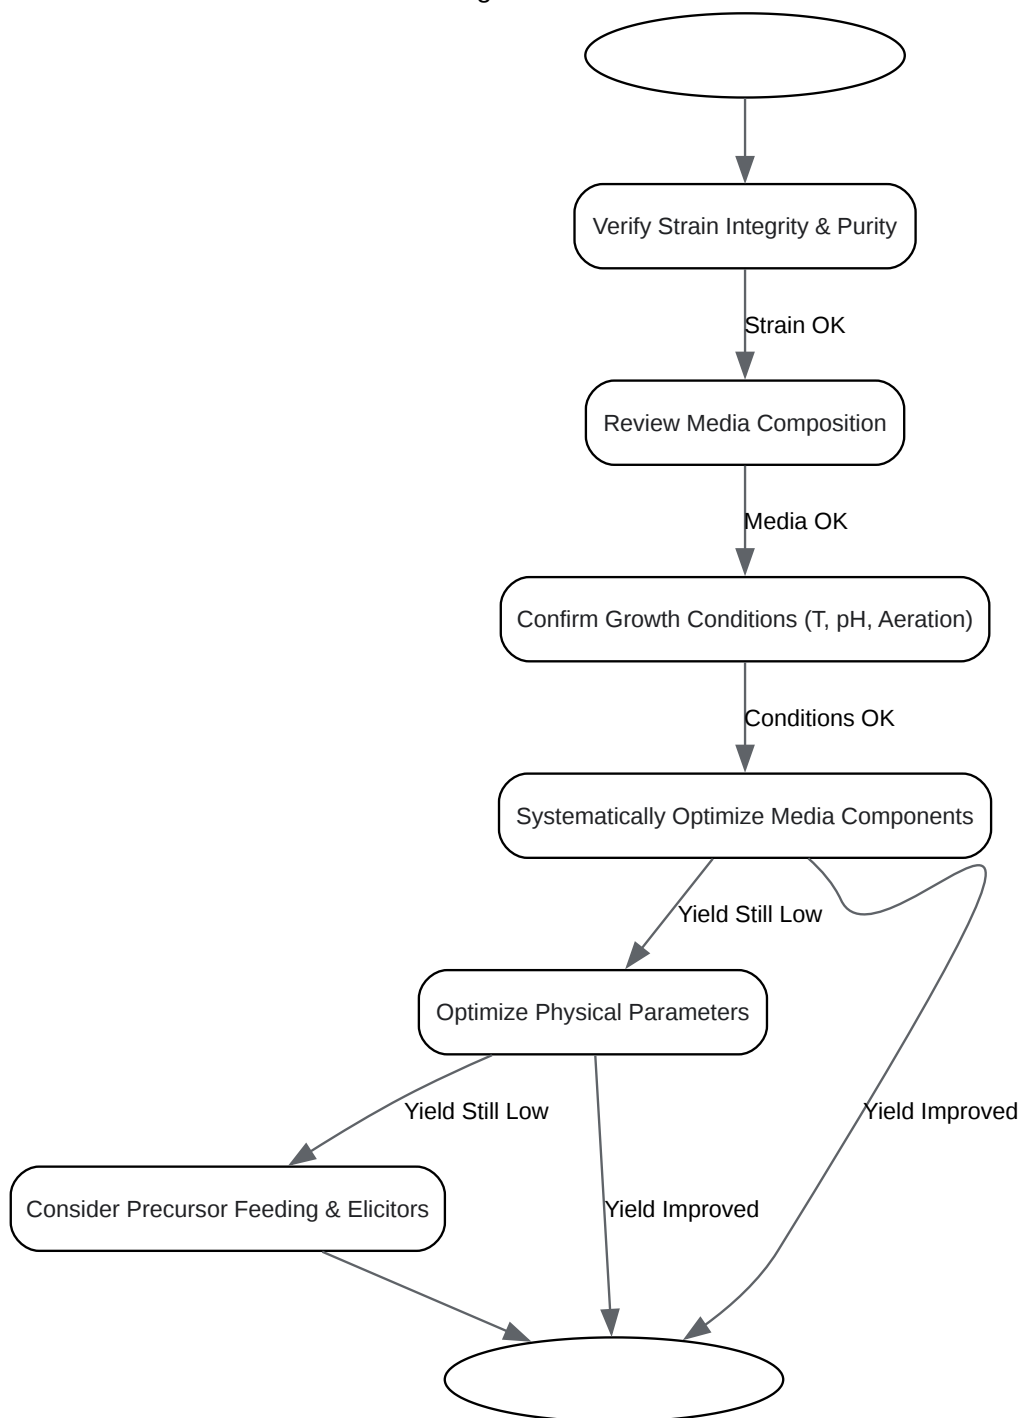 Verify Strain Integrity & Purity
Strain OK
Review Media Composition
Media OK
Confirm Growth Conditions (T, pH, Aeration)
Conditions OK
Systematically Optimize Media Components
Yield Still Low
Optimize Physical Parameters
Yield Still Low
Yield Improved
Consider Precursor Feeding & Elicitors
Yield Improved